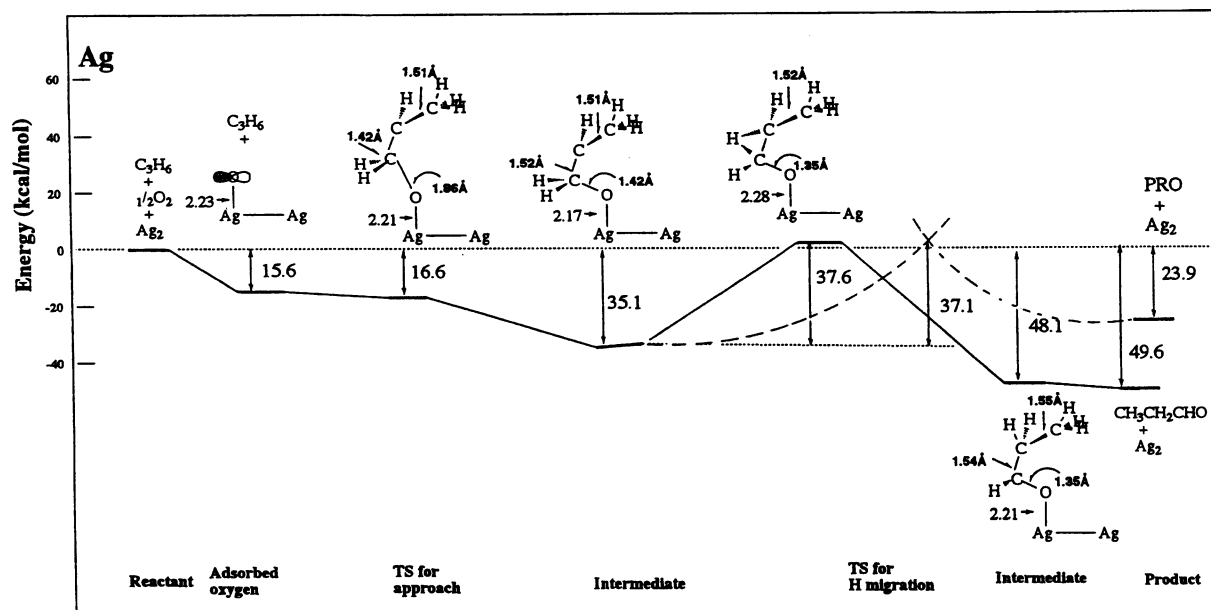 Ag
Energy (kcal/mol)
60
40
20
0
-20
-40
C3H6
+
1/2O2
+
Ag2
C3H6
+
2.23
Ag
Ag
15.6
1.51Å
H
H
C
H
H
C
1.42Å
C
H
H
1.96Å
O
2.21
Ag
Ag
16.6
1.51Å
H
H
C
H
H
C
1.52Å
C
1.42Å
H
H
O
2.17
Ag
Ag
35.1
1.52Å
H
H
C
H
H
C
H
C
1.35Å
H
O
2.28
Ag
Ag
37.6
37.1
48.1
PRO
+
Ag2
23.9
49.6
CH3CH2CHO
+
Ag2
1.55Å
H
H
H
C
H
H
C
1.54Å
C
1.35Å
H
O
2.21
Ag
Ag
Reactant
Adsorbed
oxygen
TS for
approach
Intermediate
TS for
H migration
Intermediate
Product